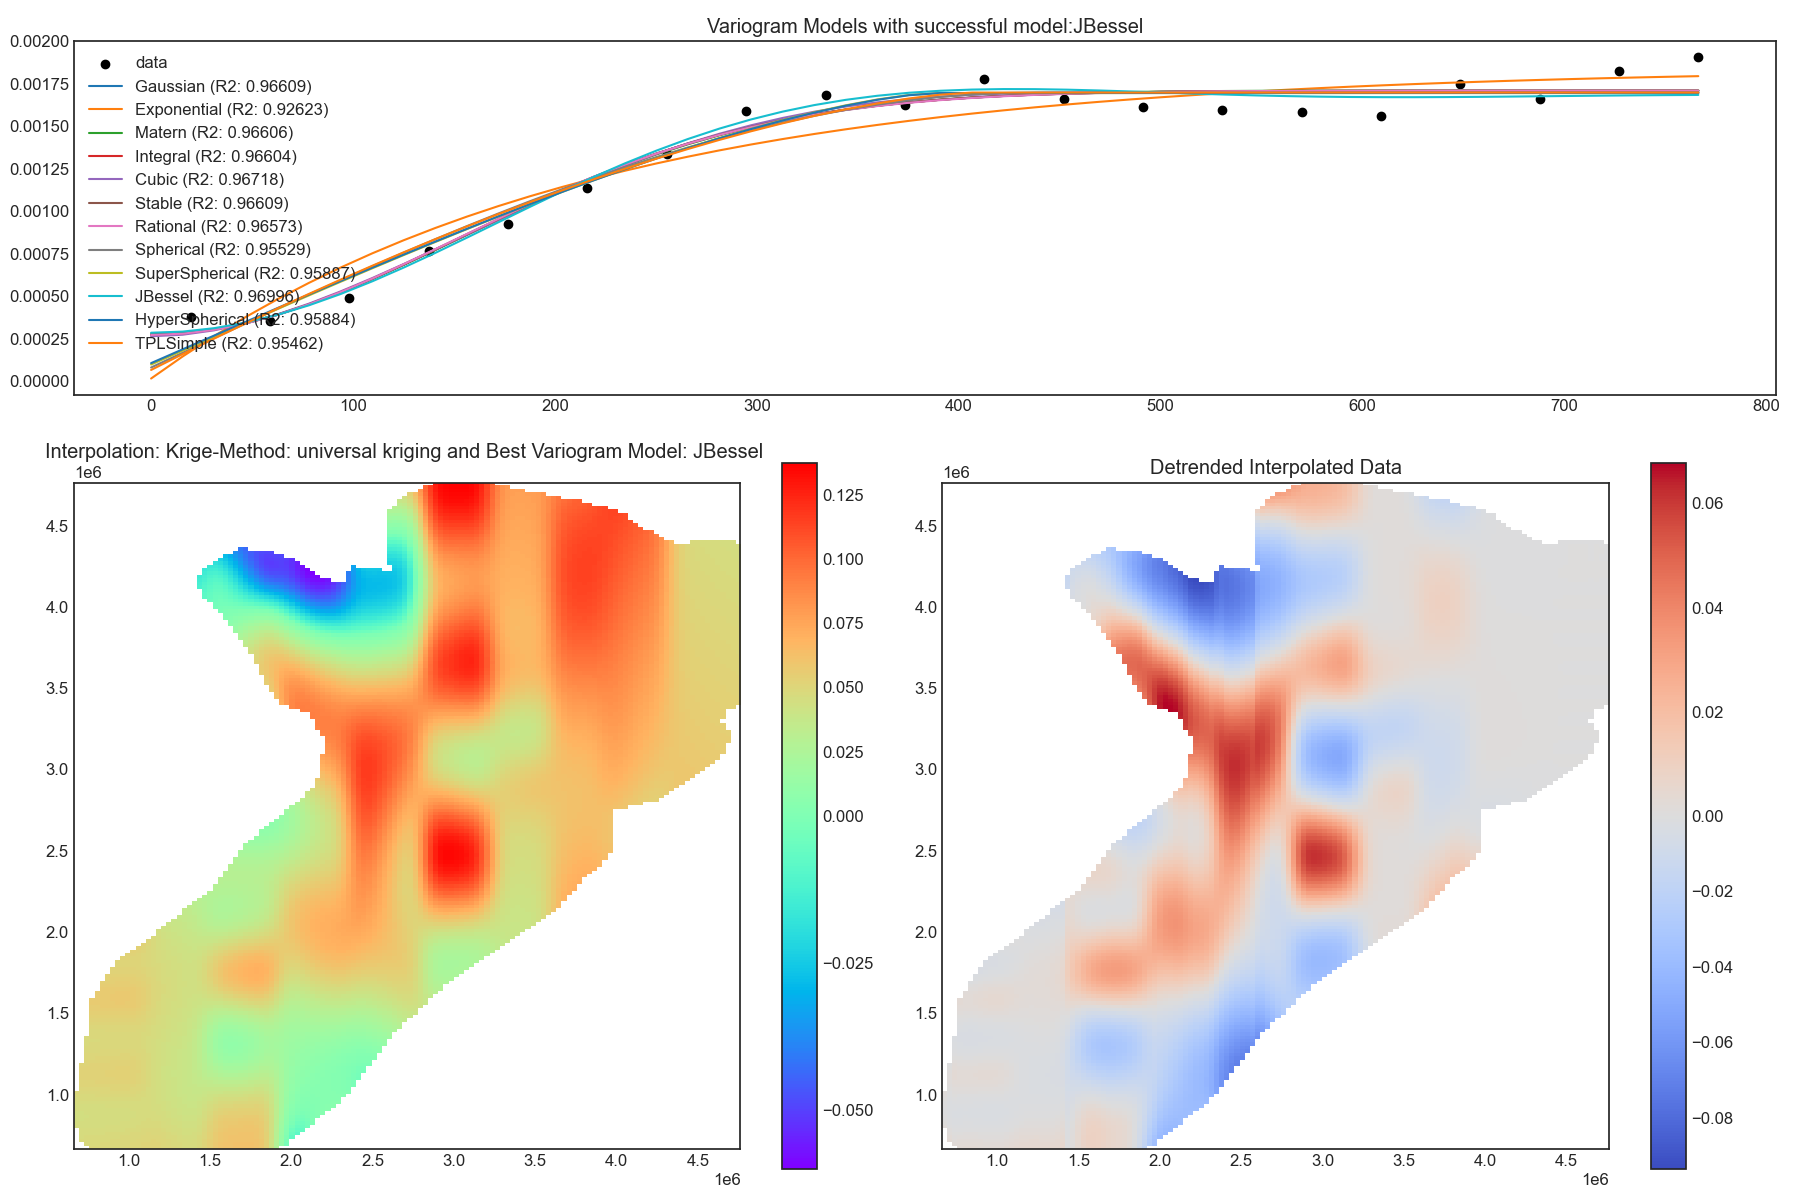 Variogram Models with successful model:JBessel
0.00200
0.00175
0.00150
0.00125
0.00100
0.00075
0.00050
0.00025
0.00000
data
Gaussian (R2: 0.96609)
Exponential (R2: 0.92623)
Matern (R2: 0.96606)
Integral (R2: 0.96604)
Cubic (R2: 0.96718)
Stable (R2: 0.96609)
Rational (R2: 0.96573)
Spherical (R2: 0.95529)
SuperSpherical (R2: 0.95887)
JBessel (R2: 0.96996)
HyperSpherical (R2: 0.95884)
TPLSimple (R2: 0.95462)
0 100 200 300 400 500 600 700 800
Interpolation: Krige-Method: universal kriging and Best Variogram Model: JBessel
1e6
4.5
4.0
3.5
3.0
2.5
2.0
1.5
1.0
1.0 1.5 2.0 2.5 3.0 3.5 4.0 4.5
1e6
0.125
0.100
0.075
0.050
0.025
0.000
−0.025
−0.050
Detrended Interpolated Data
1e6
4.5
4.0
3.5
3.0
2.5
2.0
1.5
1.0
1.0 1.5 2.0 2.5 3.0 3.5 4.0 4.5
1e6
0.06
0.04
0.02
0.00
−0.02
−0.04
−0.06
−0.08